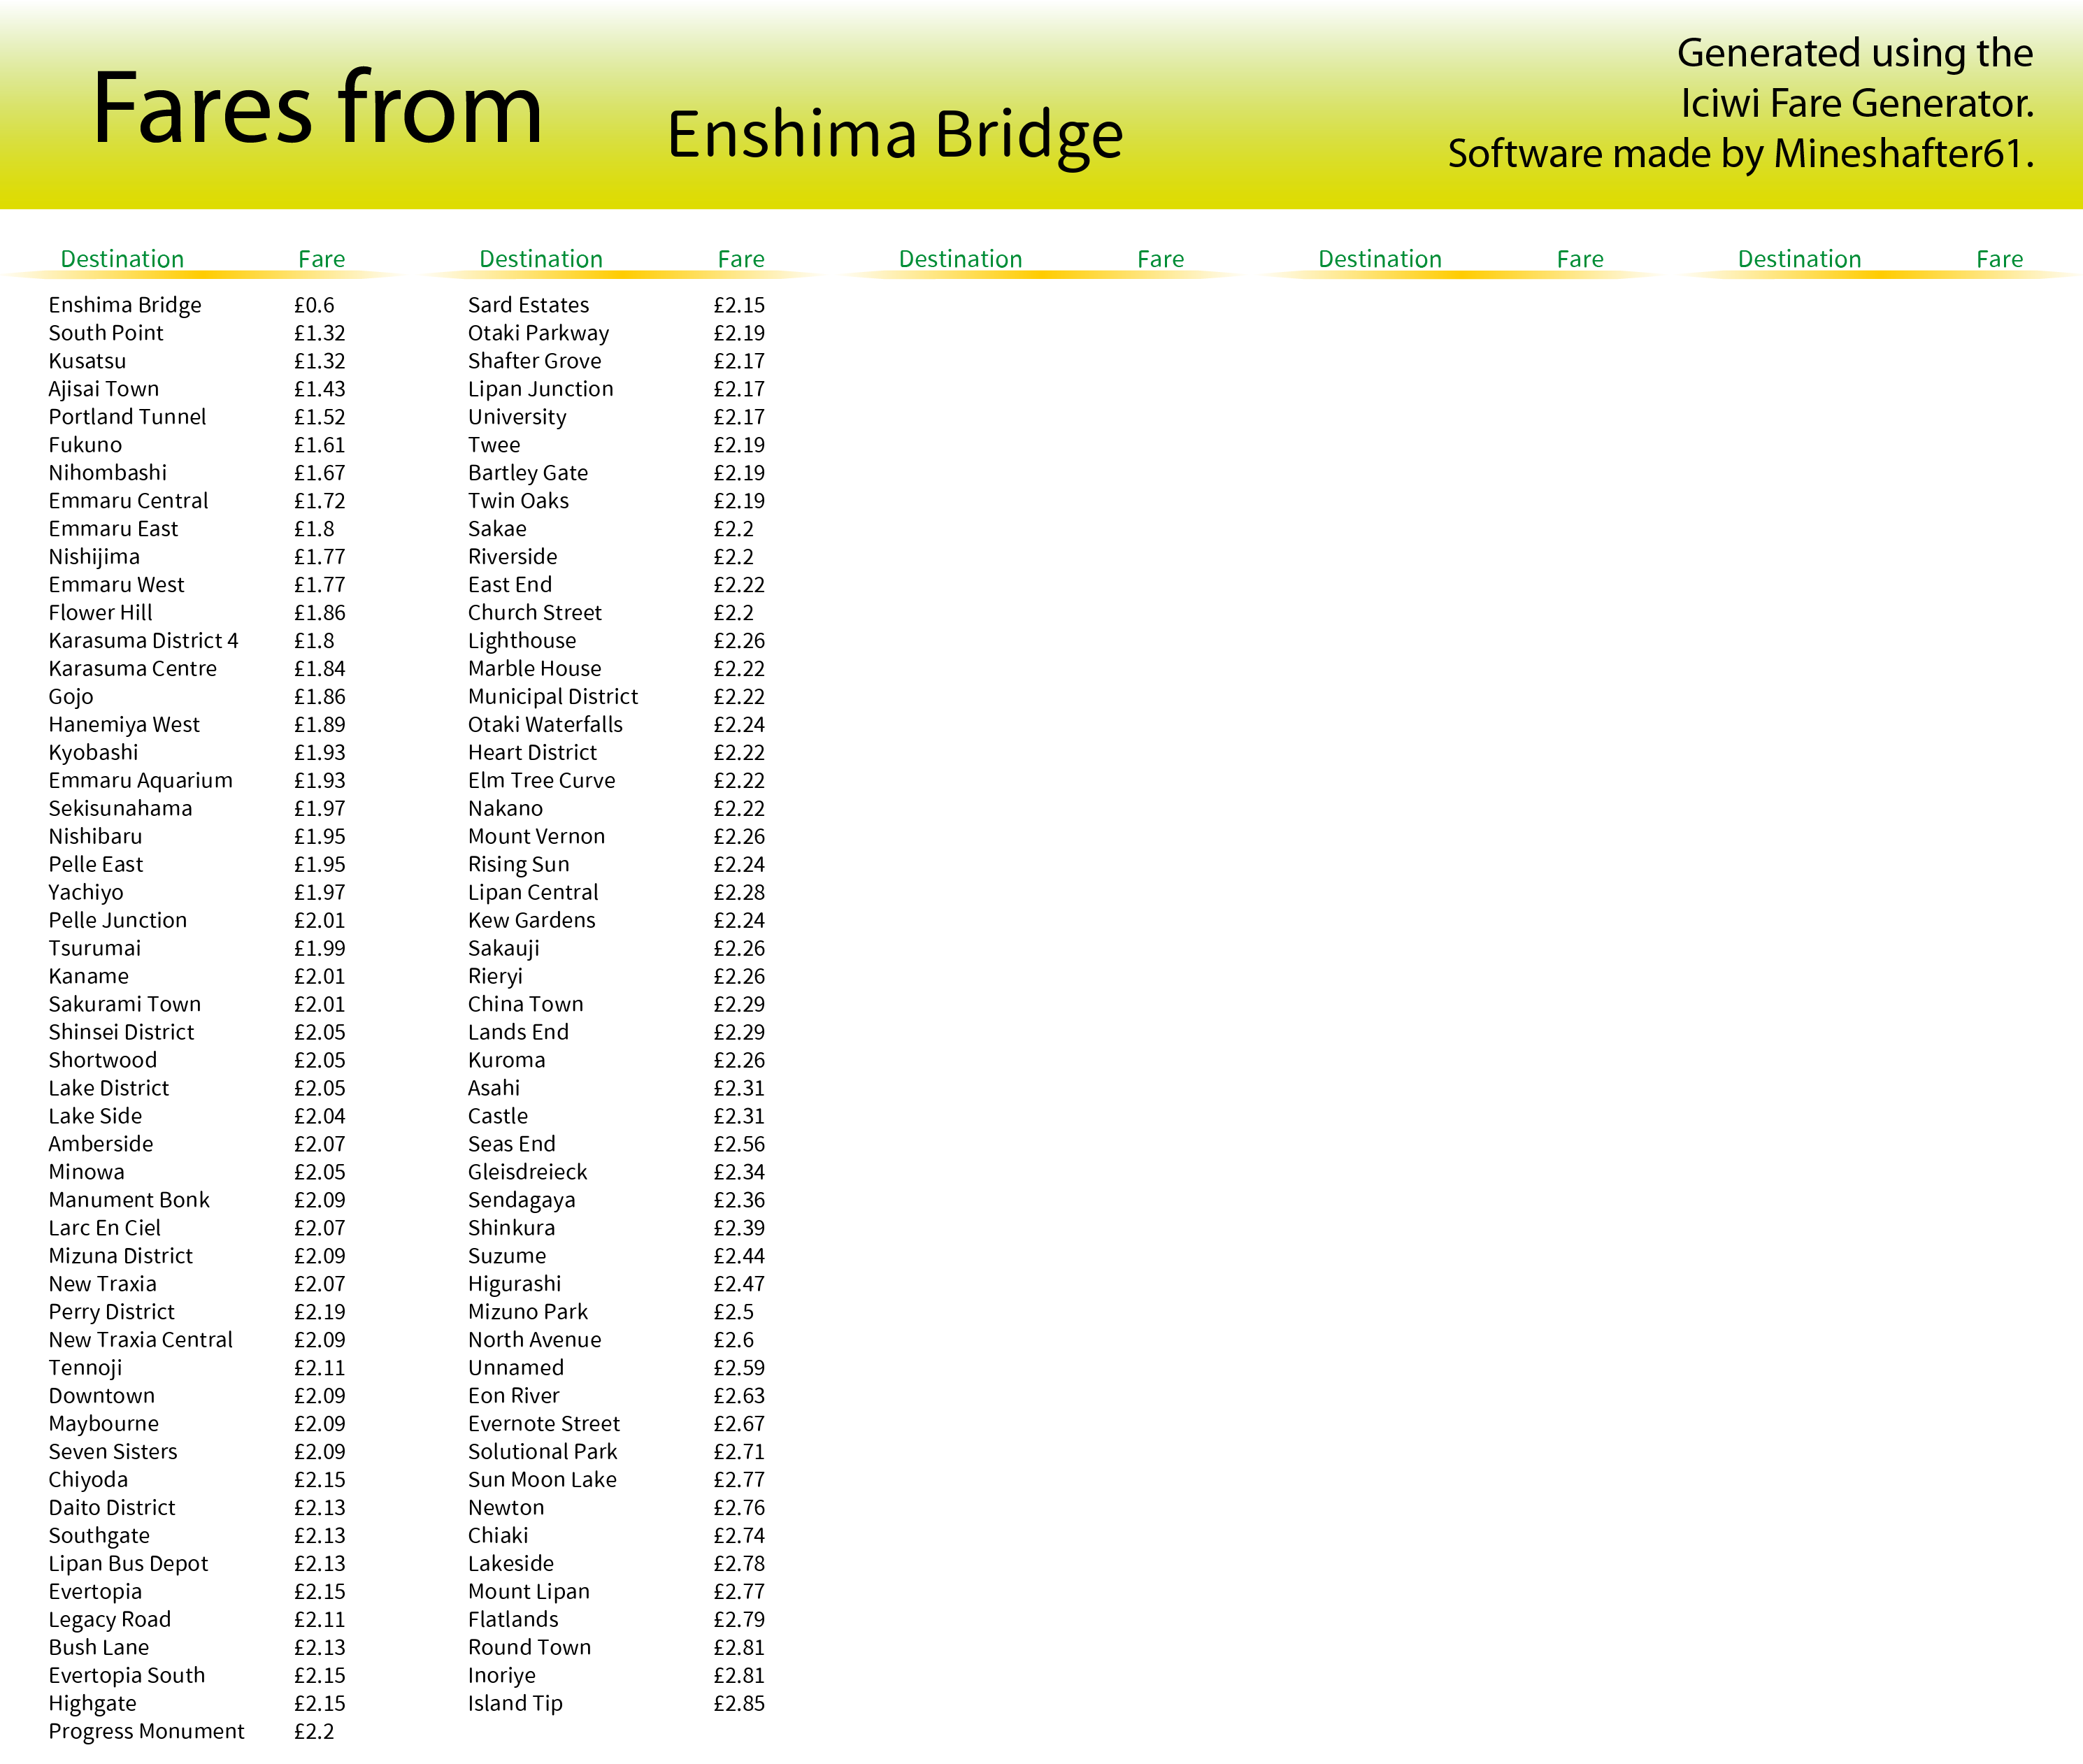 Fares from Enshima Bridge
Generated using the
Iciwi Fare Generator.
Software made by Mineshafter61.
Destination Fare Destination Fare Destination Fare Destination Fare Destination Fare
Enshima Bridge £0.6
South Point £1.32
Kusatsu £1.32
Ajisai Town £1.43
Portland Tunnel £1.52
Fukuno £1.61
Nihombashi £1.67
Emmaru Central £1.72
Emmaru East £1.8
Nishijima £1.77
Emmaru West £1.77
Flower Hill £1.86
Karasuma District 4 £1.8
Karasuma Centre £1.84
Gojo £1.86
Hanemiya West £1.89
Kyobashi £1.93
Emmaru Aquarium £1.93
Sekisunahama £1.97
Nishibaru £1.95
Pelle East £1.95
Yachiyo £1.97
Pelle Junction £2.01
Tsurumai £1.99
Kaname £2.01
Sakurami Town £2.01
Shinsei District £2.05
Shortwood £2.05
Lake District £2.05
Lake Side £2.04
Amberside £2.07
Minowa £2.05
Manument Bonk £2.09
Larc En Ciel £2.07
Mizuna District £2.09
New Traxia £2.07
Perry District £2.19
New Traxia Central £2.09
Tennoji £2.11
Downtown £2.09
Maybourne £2.09
Seven Sisters £2.09
Chiyoda £2.15
Daito District £2.13
Southgate £2.13
Lipan Bus Depot £2.13
Evertopia £2.15
Legacy Road £2.11
Bush Lane £2.13
Evertopia South £2.15
Highgate £2.15
Progress Monument £2.2
Sard Estates £2.15
Otaki Parkway £2.19
Shafter Grove £2.17
Lipan Junction £2.17
University £2.17
Twee £2.19
Bartley Gate £2.19
Twin Oaks £2.19
Sakae £2.2
Riverside £2.2
East End £2.22
Church Street £2.2
Lighthouse £2.26
Marble House £2.22
Municipal District £2.22
Otaki Waterfalls £2.24
Heart District £2.22
Elm Tree Curve £2.22
Nakano £2.22
Mount Vernon £2.26
Rising Sun £2.24
Lipan Central £2.28
Kew Gardens £2.24
Sakauji £2.26
Rieryi £2.26
China Town £2.29
Lands End £2.29
Kuroma £2.26
Asahi £2.31
Castle £2.31
Seas End £2.56
Gleisdreieck £2.34
Sendagaya £2.36
Shinkura £2.39
Suzume £2.44
Higurashi £2.47
Mizuno Park £2.5
North Avenue £2.6
Unnamed £2.59
Eon River £2.63
Evernote Street £2.67
Solutional Park £2.71
Sun Moon Lake £2.77
Newton £2.76
Chiaki £2.74
Lakeside £2.78
Mount Lipan £2.77
Flatlands £2.79
Round Town £2.81
Inoriye £2.81
Island Tip £2.85